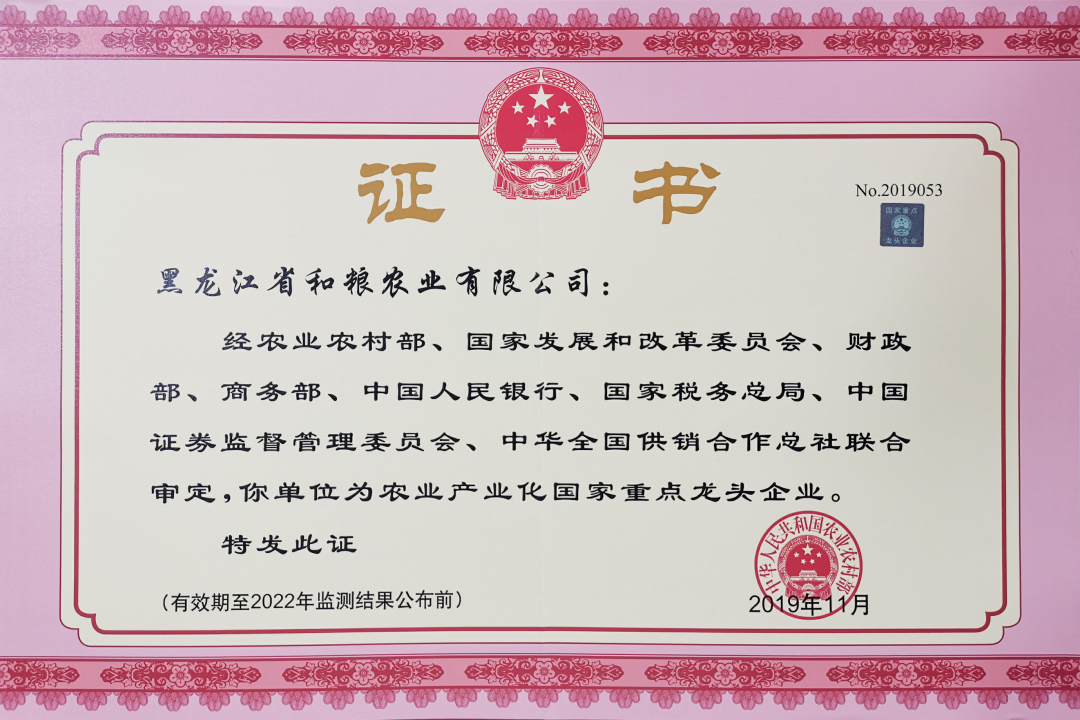 证书
No.2019053
国家重点
龙头企业
黑龙江省和粮农业有限公司：
经农业农村部、国家发展和改革委员会、财政
部、商务部、中国人民银行、国家税务总局、中国
证券监督管理委员会、中华全国供销合作总社联合
审定，你单位为农业产业化国家重点龙头企业。
特发此证
中华人民共和国农业农村部
（有效期至2022年监测结果公布前）
2019年11月